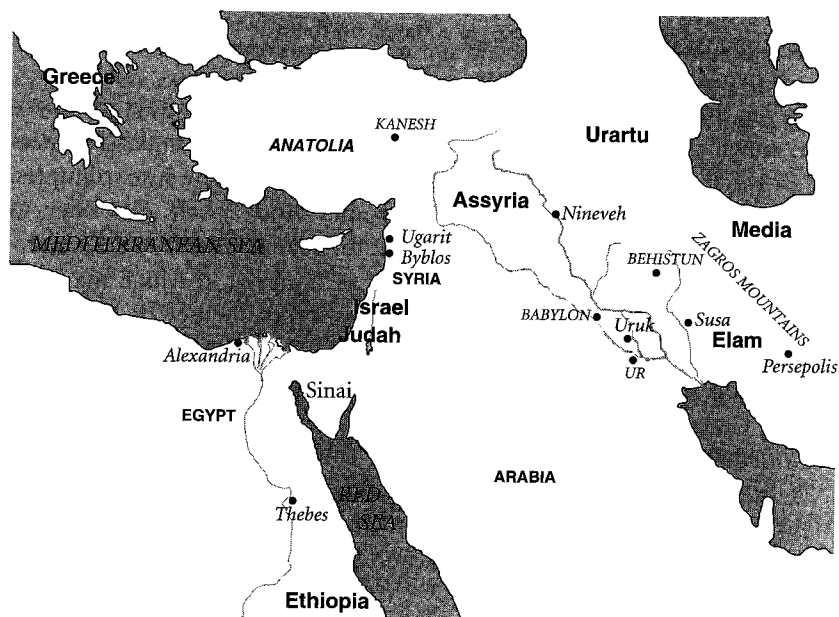 Greece
KANESH
ANATOLIA
Urartu
Assyria
Nineveh
Media
MEDITERRANEAN SEA
Ugarit
Byblos
SYRIA
BEHISTUN
ZAGROS MOUNTAINS
Israel
Judah
BABYLON
Uruk
Susa
Elam
Alexandria
UR
Persepolis
Sinai
EGYPT
ARABIA
RED
SEA
Thebes
Ethiopia